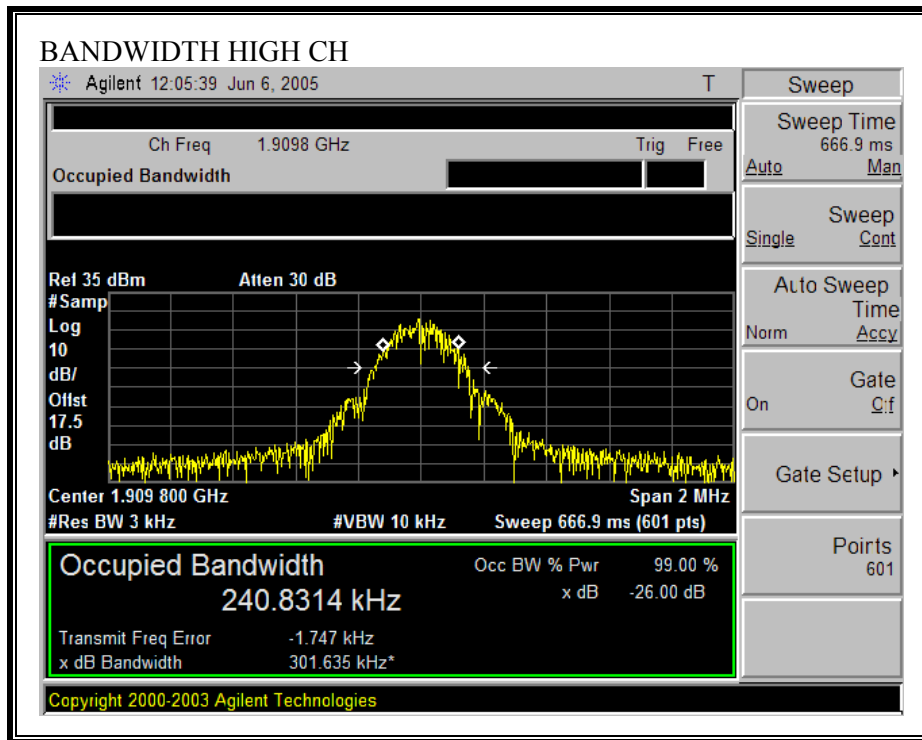 BANDWIDTH HIGH CH
Agilent 12:05:39 Jun 6, 2005 T
Ch Freq 1.9098 GHz Trig Free
Occupied Bandwidth
Ref 35 dBm Atten 30 dB
#Samp
Log
10
dB/
Offst
17.5
dB
Center 1.909 800 GHz Span 2 MHz
#Res BW 3 kHz #VBW 10 kHz Sweep 666.9 ms (601 pts)
Occupied Bandwidth
240.8314 kHz
Occ BW % Pwr 99.00 %
x dB -26.00 dB
Transmit Freq Error -1.747 kHz
x dB Bandwidth 301.635 kHz*
Copyright 2000-2003 Agilent Technologies
Sweep
Sweep Time
666.9 ms
Auto Man
Sweep
Single Cont
Auto Sweep
Time
Norm Accy
Gate
On Off
Gate Setup
Points
601